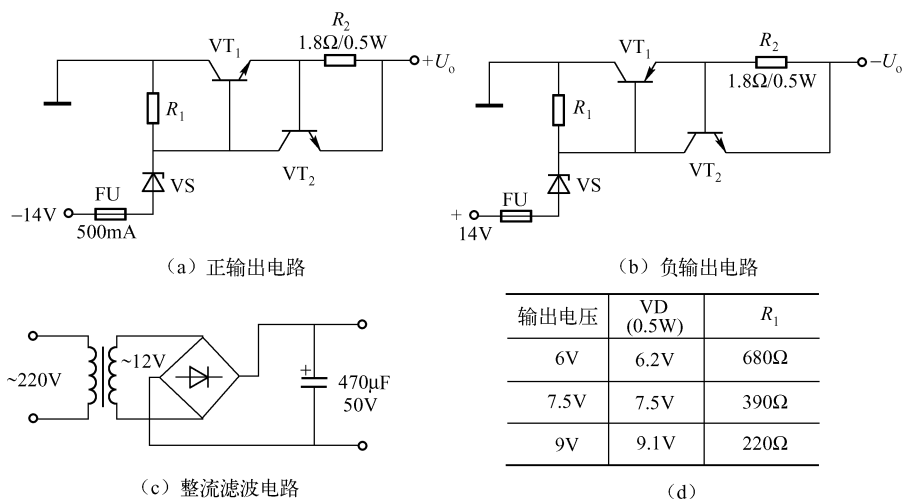 R₂
1.8Ω/0.5W
VT₁
+Uₒ
R₁
VT₂
VS
FU
−14V
500mA
(a) 正输出电路
R₂
1.8Ω/0.5W
VT₁
−Uₒ
R₁
VT₂
VS
FU
+
14V
(b) 负输出电路
~220V
~12V
+
470μF
50V
(c) 整流滤波电路
输出电压 VD (0.5W) R₁
6V 6.2V 680Ω
7.5V 7.5V 390Ω
9V 9.1V 220Ω
(d)